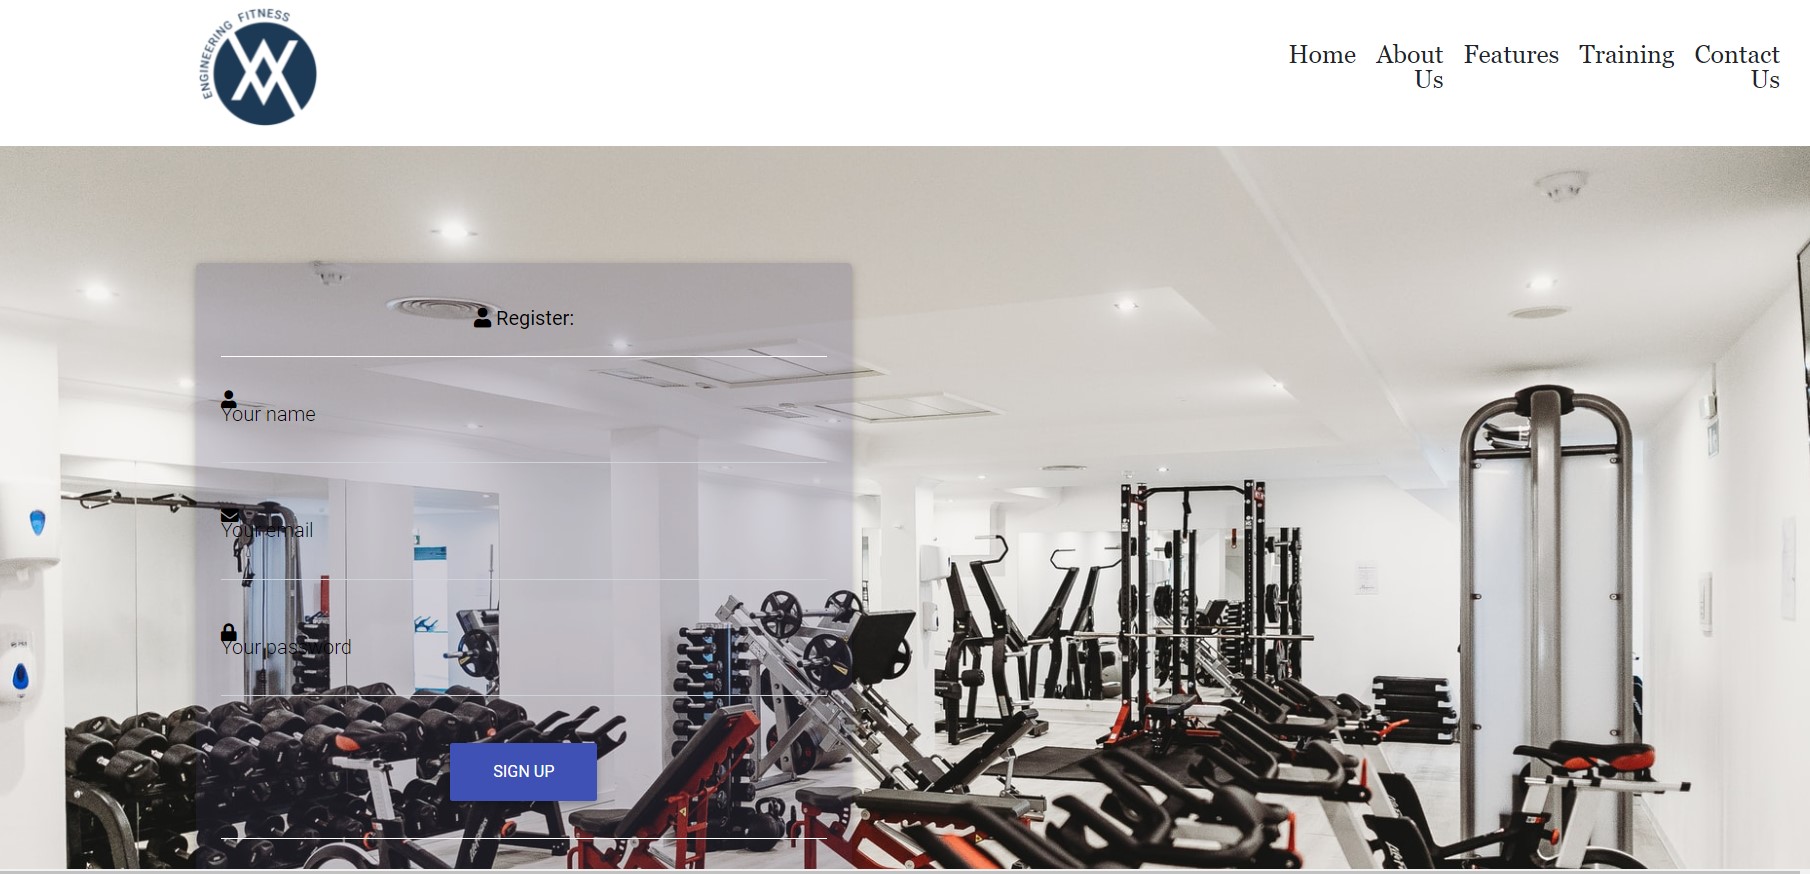 ENGINEERING FITNESS
Home About Features Training Contact
Us Us
Register:
Your name
Your email
Your password
SIGN UP